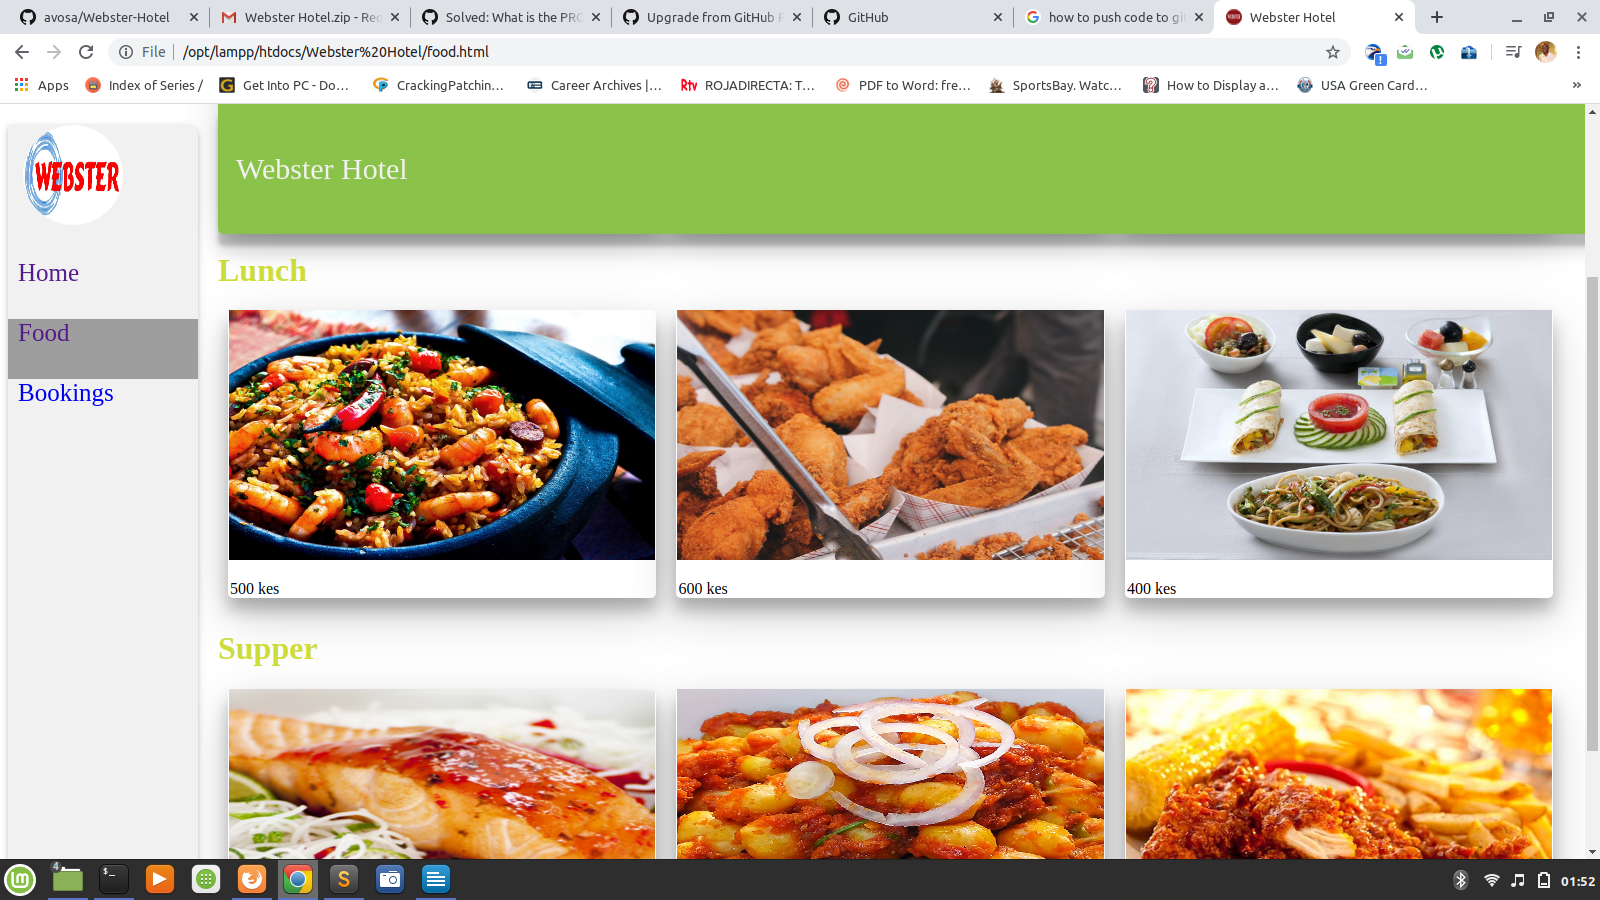 avosa/Webster-Hotel
Webster Hotel.zip - Rec
Solved: What is the PRO
Upgrade from GitHub F
GitHub
how to push code to git
Webster Hotel
File
/opt/lampp/htdocs/Webster%20Hotel/food.html
Apps
Index of Series /
Get Into PC - Do...
CrackingPatchin...
Career Archives |...
ROJADIRECTA: T...
PDF to Word: fre...
SportsBay. Watc...
How to Display a...
USA Green Card...
»
WEBSTER
Webster Hotel
Home
Food
Bookings
Lunch
500 kes
600 kes
400 kes
Supper
4
01:52